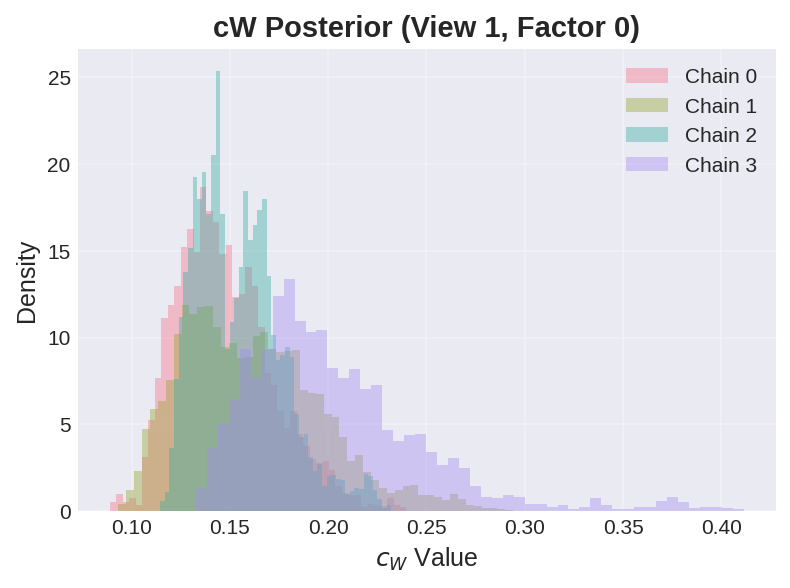 cW Posterior (View 1, Factor 0)
Chain 0
Chain 1
Chain 2
Chain 3
Density
25
20
15
10
5
0
0.10 0.15 0.20 0.25 0.30 0.35 0.40
c_W Value